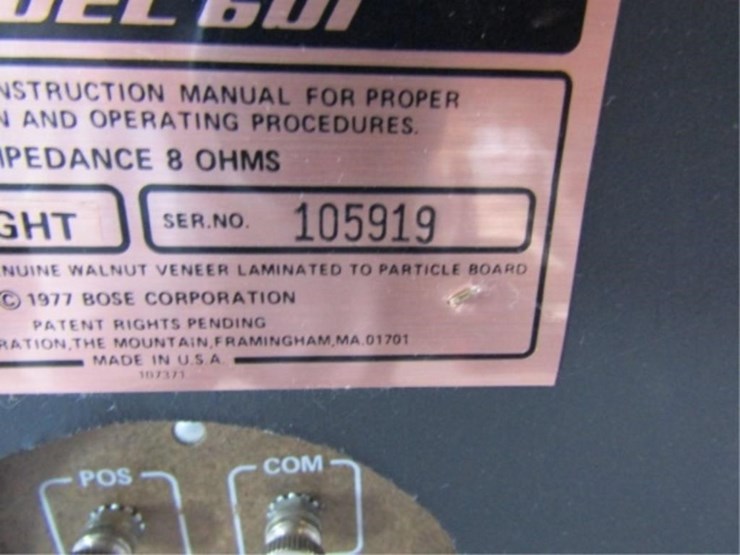 DEL 601
NSTRUCTION MANUAL FOR PROPER
N AND OPERATING PROCEDURES.
IPEDANCE 8 OHMS
GHT
SER.NO. 105919
NUINE WALNUT VENEER LAMINATED TO PARTICLE BOARD
© 1977 BOSE CORPORATION
PATENT RIGHTS PENDING
RATION, THE MOUNTAIN, FRAMINGHAM, MA. 01701
MADE IN U.S.A.
107371
POS COM